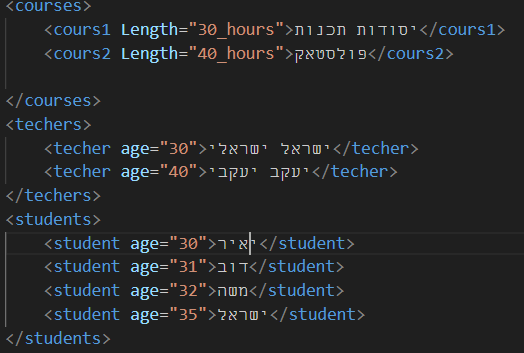 <courses>
<cours1 Length="30_hours">יסודות תכנות</cours1>
<cours2 Length="40_hours">פולסטאק</cours2>
</courses>
<techers>
<techer age="30">ישראל ישראלי</techer>
<techer age="40">יעקב יעקבי</techer>
</techers>
<students>
<student age="30">יאיר</student>
<student age="31">דוב</student>
<student age="32">משה</student>
<student age="35">ישראל</student>
</students>